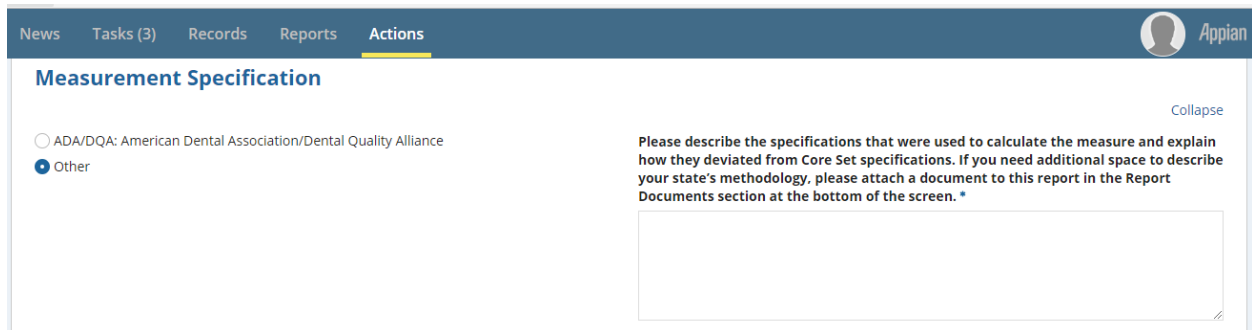 News Tasks (3) Records Reports Actions Appian
Measurement Specification
Collapse
ADA/DQA: American Dental Association/Dental Quality Alliance
Other
Please describe the specifications that were used to calculate the measure and explain
how they deviated from Core Set specifications. If you need additional space to describe
your state's methodology, please attach a document to this report in the Report
Documents section at the bottom of the screen. *